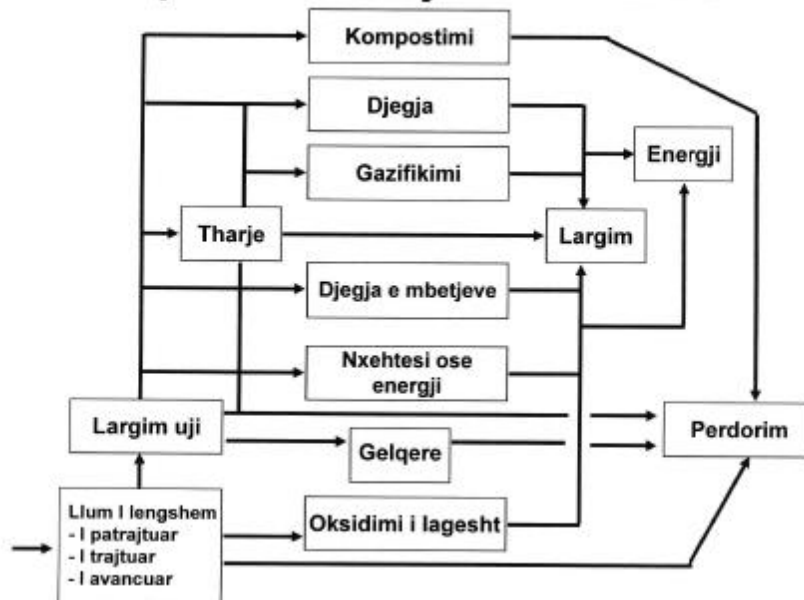 Kompostimi
Djegja
Gazifikimi
Energji
Tharje
Largim
Djegja e mbetjeve
Nxehtesi ose
energji
Largim uji
Gelqere
Perdorim
Llum I lengshem
- I patrajtuar
- I trajtuar
- I avancuar
Oksidimi i lagesht